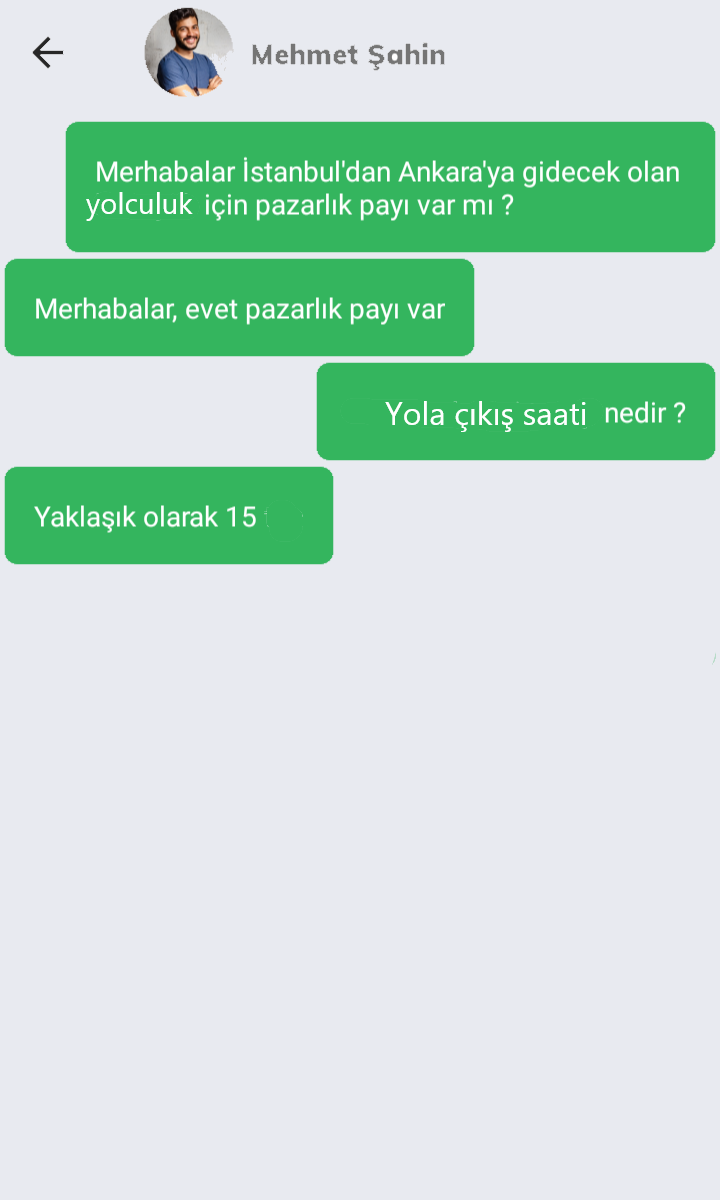 Mehmet Şahin
Merhabalar İstanbul'dan Ankara'ya gidecek olan
yolculuk için pazarlık payı var mı ?
Merhabalar, evet pazarlık payı var
Yola çıkış saati nedir ?
Yaklaşık olarak 15